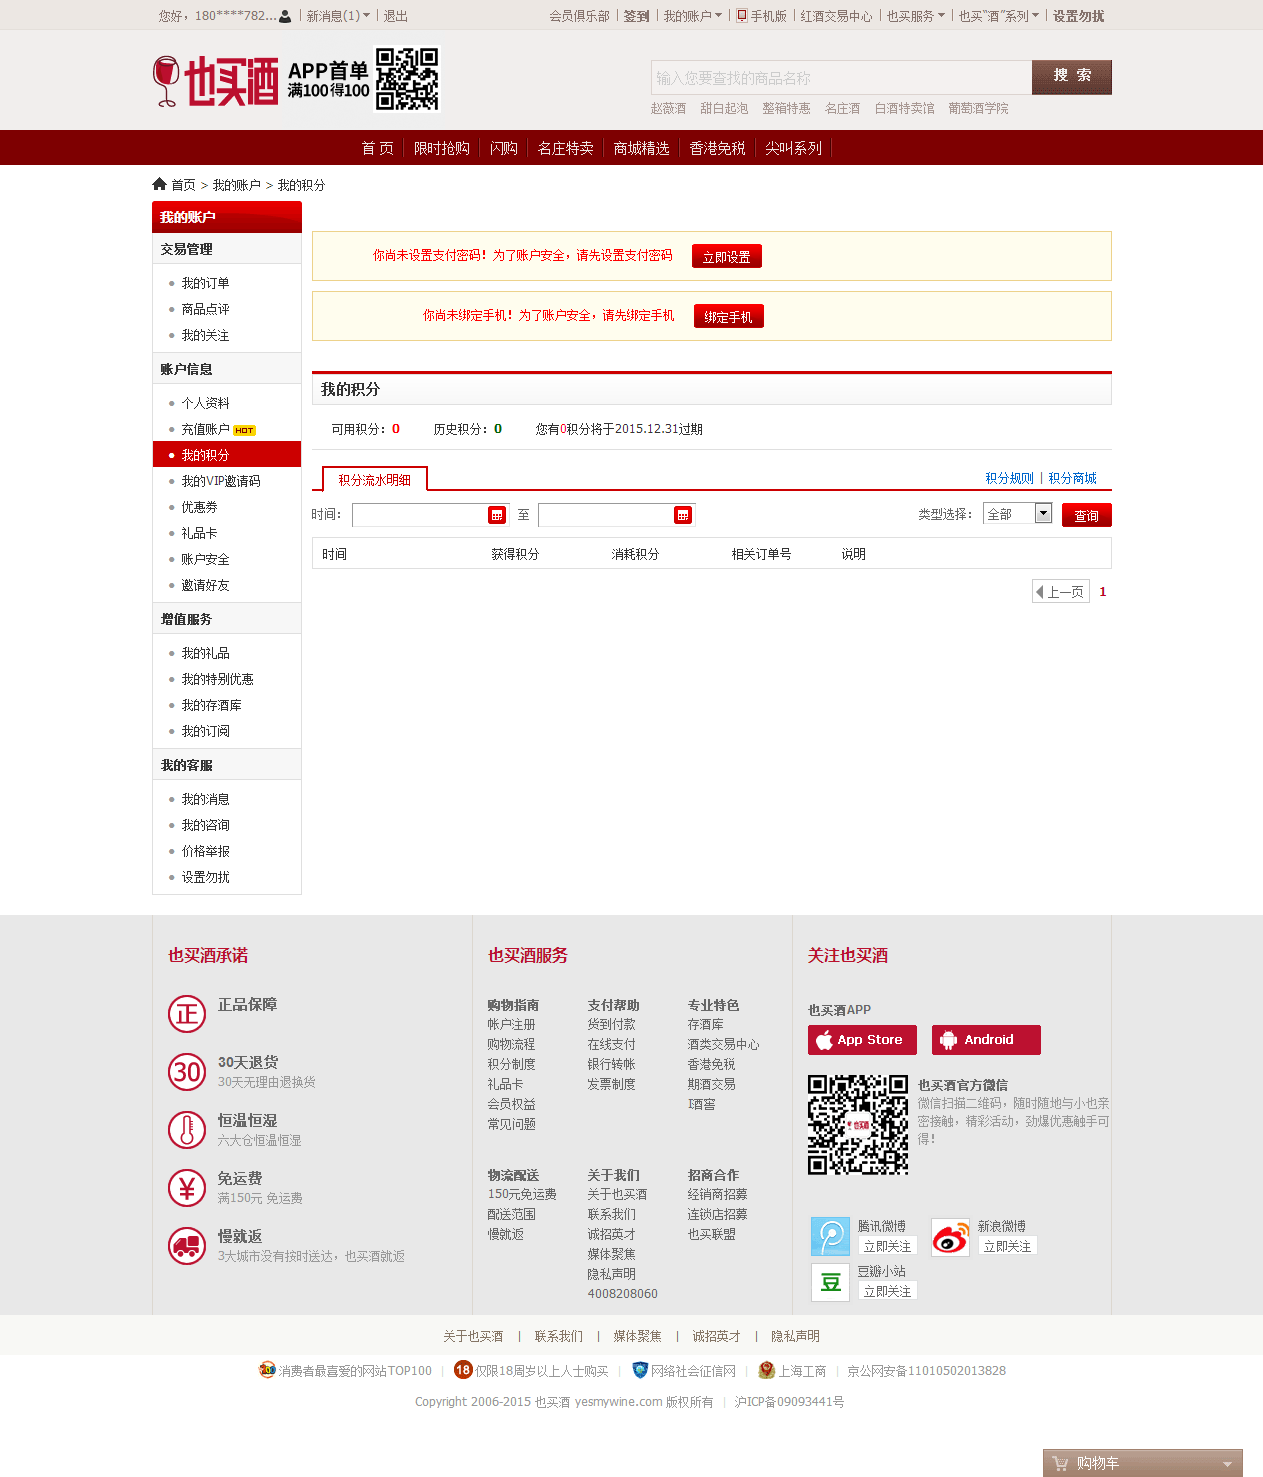 您好，180****782... 新消息(1) 退出 会员俱乐部 签到 我的账户 手机版 红酒交易中心 也买服务 也买“酒”系列 设置勿扰
也买酒 APP首单 满100得100
输入您要查找的商品名称 搜 索
赵薇酒 甜白起泡 整箱特惠 名庄酒 白酒特卖馆 葡萄酒学院
首 页 限时抢购 闪购 名庄特卖 商城精选 香港免税 尖叫系列
首页 > 我的账户 > 我的积分
我的账户
交易管理
我的订单
商品点评
我的关注
账户信息
个人资料
充值账户 HOT
我的积分
我的VIP邀请码
优惠劵
礼品卡
账户安全
邀请好友
增值服务
我的礼品
我的特别优惠
我的存酒库
我的订阅
我的客服
我的消息
我的咨询
价格举报
设置勿扰
你尚未设置支付密码！为了账户安全，请先设置支付密码 立即设置
你尚未绑定手机！为了账户安全，请先绑定手机 绑定手机
我的积分
可用积分：0 历史积分：0 您有0积分将于2015.12.31过期
积分流水明细 积分规则 | 积分商城
时间： 至 类型选择： 全部 查询
时间 获得积分 消耗积分 相关订单号 说明
上一页 1
也买酒承诺
正 正品保障
30 30天退货
30天无理由退换货
恒温恒湿
六大仓恒温恒湿
¥ 免运费
满150元 免运费
慢就返
3大城市没有按时送达，也买酒就返
也买酒服务
购物指南 支付帮助 专业特色
帐户注册 货到付款 存酒库
购物流程 在线支付 酒类交易中心
积分制度 银行转帐 香港免税
礼品卡 发票制度 期酒交易
会员权益 I酒窖
常见问题
物流配送 关于我们 招商合作
150元免运费 关于也买酒 经销商招募
配送范围 联系我们 连锁店招募
慢就返 诚招英才 也买联盟
媒体聚焦
隐私声明
4008208060
关注也买酒
也买酒APP
App Store Android
也买酒
也买酒官方微信
微信扫描二维码，随时随地与小也亲
密接触，精彩活动，劲爆优惠触手可
得！
腾讯微博 立即关注
新浪微博 立即关注
豆 豆瓣小站 立即关注
关于也买酒 | 联系我们 | 媒体聚焦 | 诚招英才 | 隐私声明
消费者最喜爱的网站TOP100 | 18 仅限18周岁以上人士购买 | 网络社会征信网 | 上海工商 | 京公网安备11010502013828
Copyright 2006-2015 也买酒 yesmywine.com 版权所有 | 沪ICP备09093441号
购物车